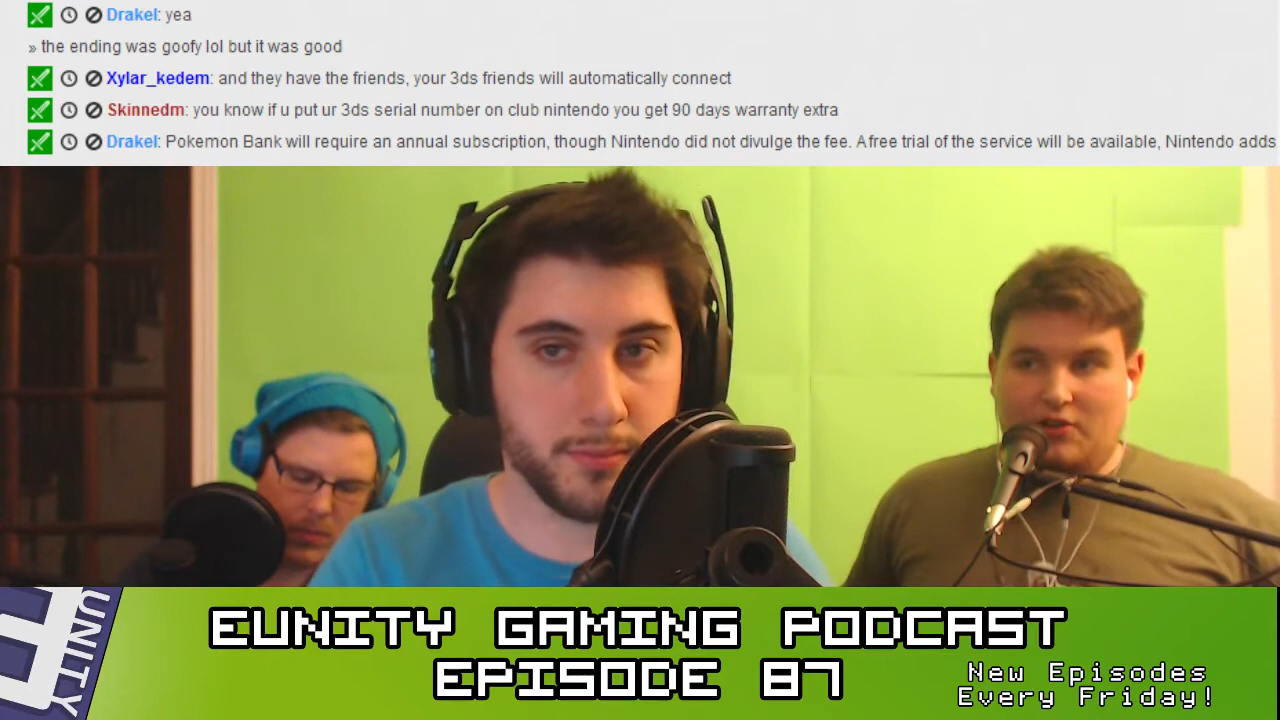 Drakel: yea
» the ending was goofy lol but it was good
Xylar_kedem: and they have the friends, your 3ds friends will automatically connect
Skinnedm: you know if u put ur 3ds serial number on club nintendo you get 90 days warranty extra
Drakel: Pokemon Bank will require an annual subscription, though Nintendo did not divulge the fee. A free trial of the service will be available, Nintendo adds
E UNITY
EUNITY GAMING PODCAST
EPISODE 87
New Episodes
Every Friday!